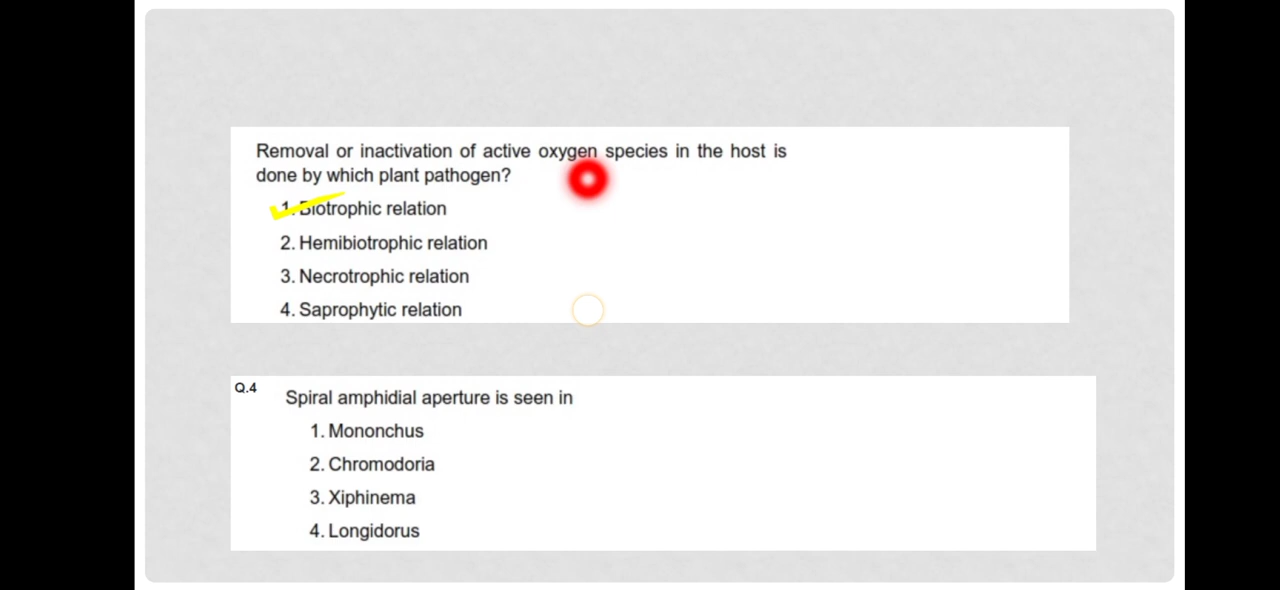 Removal or inactivation of active oxygen species in the host is
done by which plant pathogen?
1. Biotrophic relation
2. Hemibiotrophic relation
3. Necrotrophic relation
4. Saprophytic relation
Q.4
Spiral amphidial aperture is seen in
1. Mononchus
2. Chromodoria
3. Xiphinema
4. Longidorus